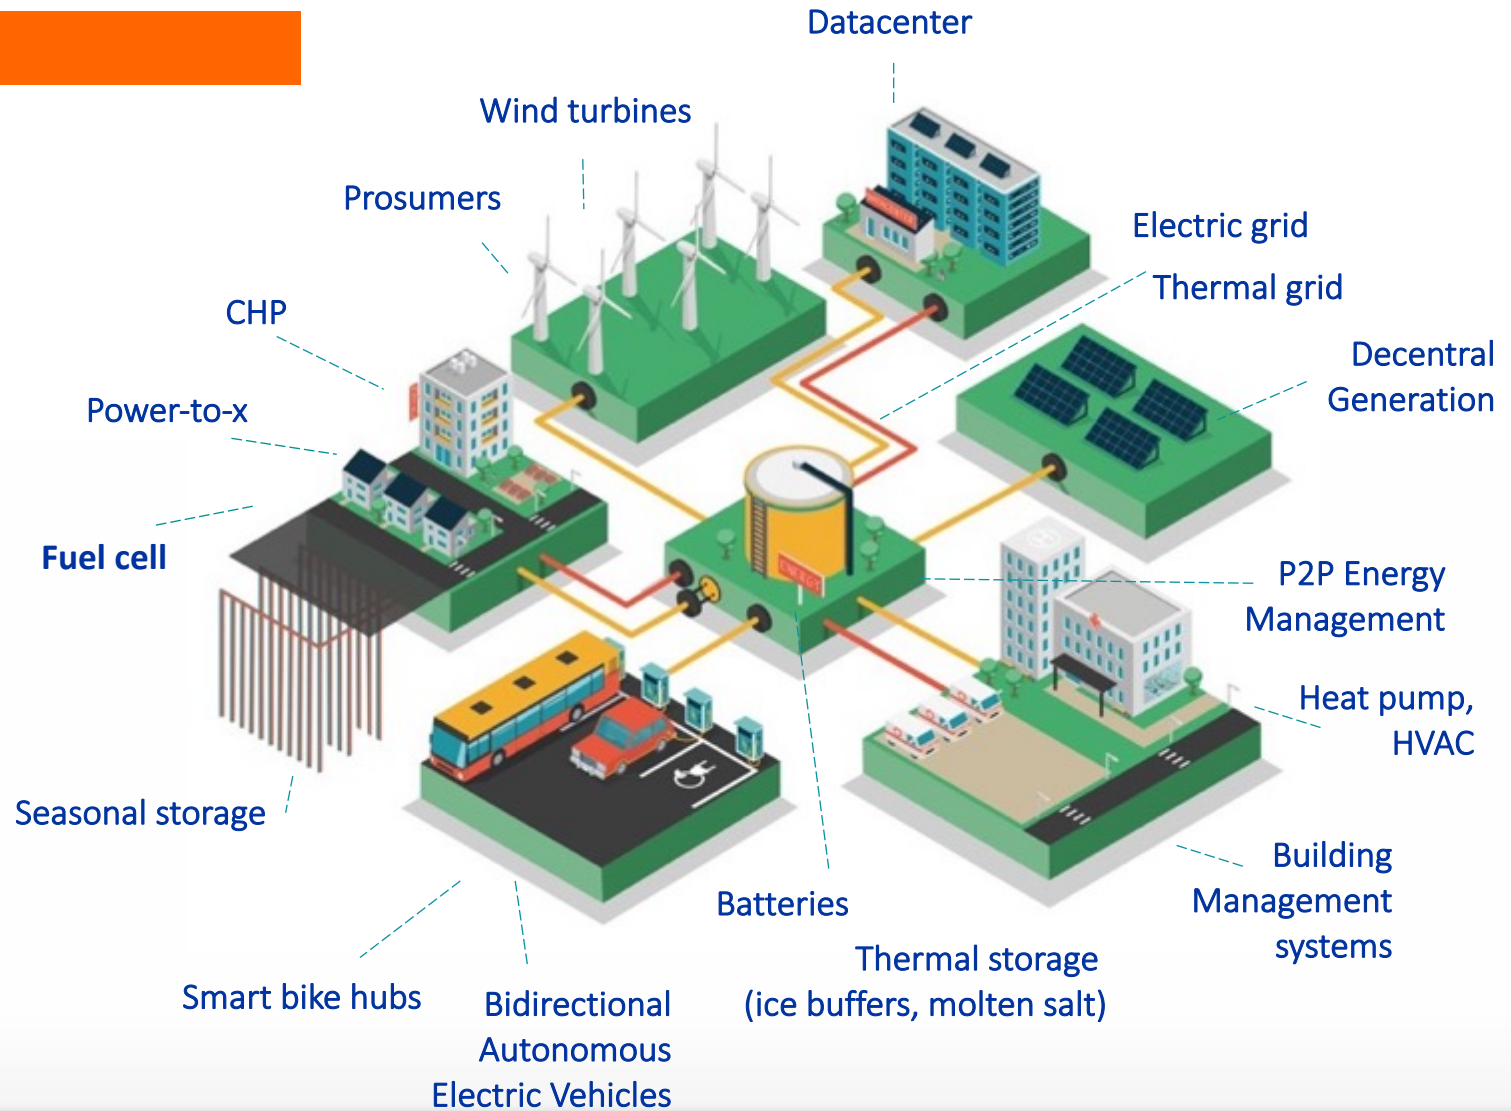 Datacenter
Wind turbines
Prosumers
Electric grid
Thermal grid
CHP
Decentral
Generation
Power-to-x
Fuel cell
ENERGY
P2P Energy
Management
Heat pump,
HVAC
Seasonal storage
Building
Management
systems
Batteries
Thermal storage
(ice buffers, molten salt)
Smart bike hubs
Bidirectional
Autonomous
Electric Vehicles
H